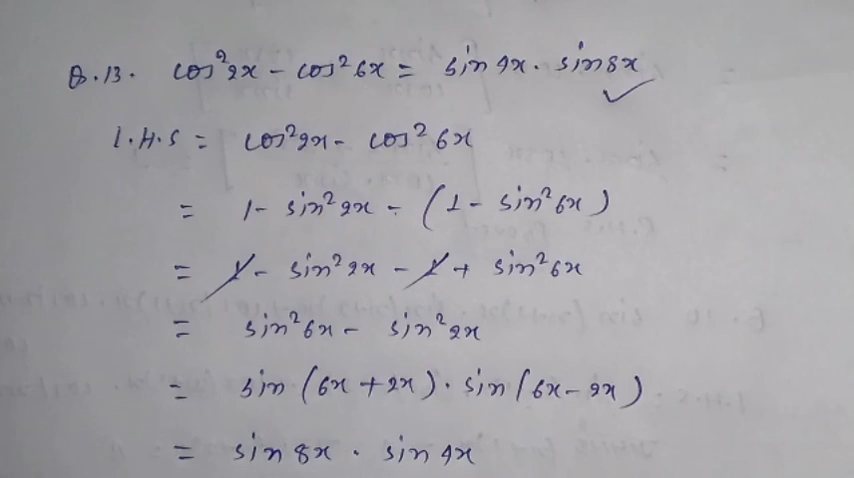 Q.13. cos²2x - cos²6x = sin4x. sin8x ✓
L.H.S = cos²2x - cos²6x
= 1 - sin²2x - (1 - sin²6x)
= 1 - sin²2x - 1 + sin²6x
= sin²6x - sin²2x
= sin(6x+2x). sin(6x-2x)
= sin8x . sin4x